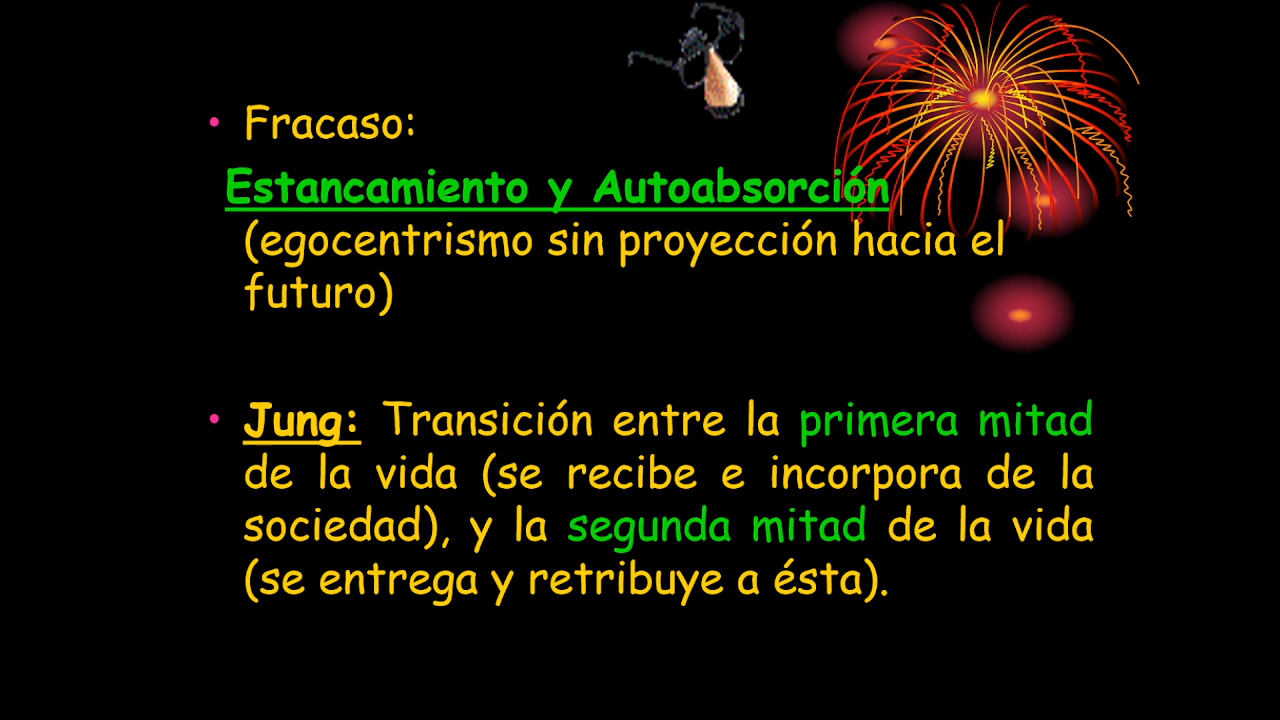 • Fracaso:
Estancamiento y Autoabsorción
(egocentrismo sin proyección hacia el
futuro)
• Jung: Transición entre la primera mitad
de la vida (se recibe e incorpora de la
sociedad), y la segunda mitad de la vida
(se entrega y retribuye a ésta).